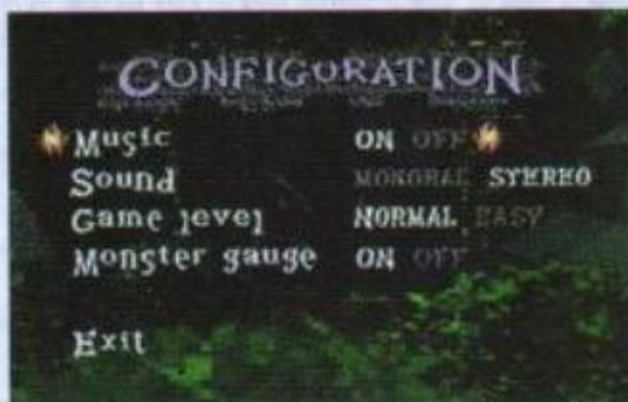 CONFIGURATION
Music ON OFF
Sound MONORAL STEREO
Game level NORMAL EASY
Monster gauge ON OFF
Exit